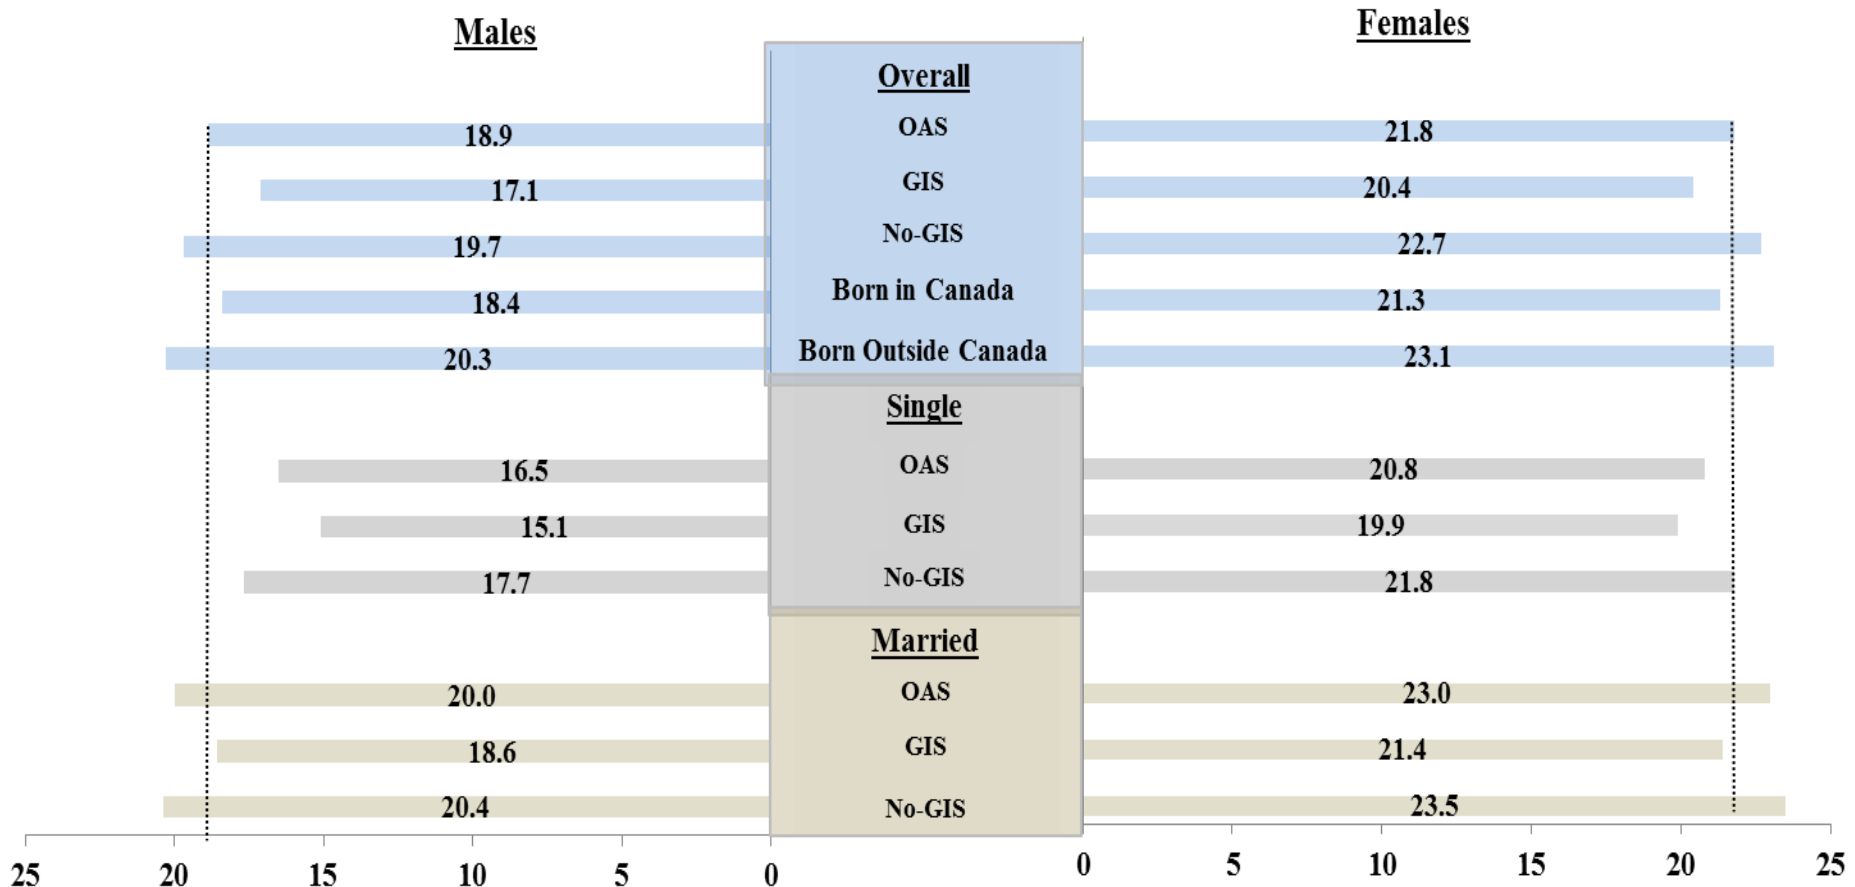 Males
Females
Overall
18.9 OAS 21.8
17.1 GIS 20.4
19.7 No-GIS 22.7
18.4 Born in Canada 21.3
20.3 Born Outside Canada 23.1
Single
16.5 OAS 20.8
15.1 GIS 19.9
17.7 No-GIS 21.8
Married
20.0 OAS 23.0
18.6 GIS 21.4
20.4 No-GIS 23.5
25 20 15 10 5 0 0 5 10 15 20 25